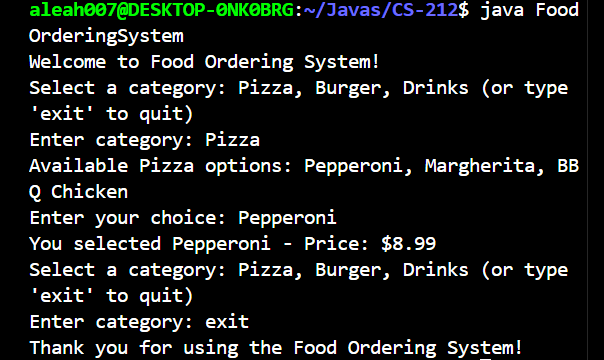 aleah007@DESKTOP-0NK0BRG:~/Javas/CS-212$ java Food
OrderingSystem
Welcome to Food Ordering System!
Select a category: Pizza, Burger, Drinks (or type
'exit' to quit)
Enter category: Pizza
Available Pizza options: Pepperoni, Margherita, BB
Q Chicken
Enter your choice: Pepperoni
You selected Pepperoni - Price: $8.99
Select a category: Pizza, Burger, Drinks (or type
'exit' to quit)
Enter category: exit
Thank you for using the Food Ordering System!